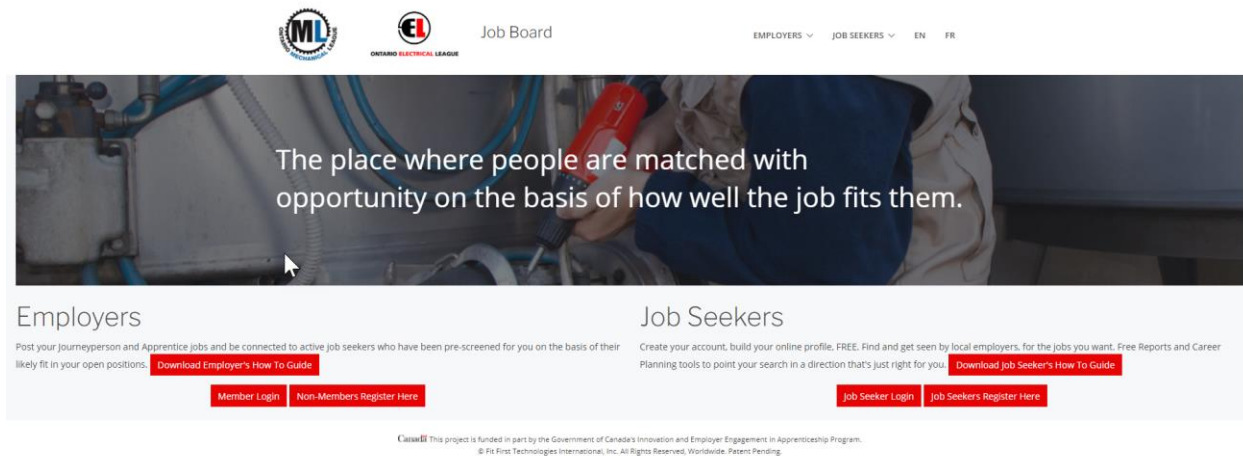 ONTARIO MECHANICAL LEAGUE
ML
EL
ONTARIO ELECTRICAL LEAGUE
Job Board
EMPLOYERS
JOB SEEKERS
EN
FR
The place where people are matched with
opportunity on the basis of how well the job fits them.
Employers
Post your Journeyperson and Apprentice jobs and be connected to active job seekers who have been pre-screened for you on the basis of their
likely fit in your open positions. Download Employer's How To Guide
Member Login
Non-Members Register Here
Job Seekers
Create your account, build your online profile, FREE. Find and get seen by local employers, for the jobs you want. Free Reports and Career
Planning tools to point your search in a direction that's just right for you. Download Job Seeker's How To Guide
Job Seeker Login
Job Seekers Register Here
Canada This project is funded in part by the Government of Canada's Innovation and Employer Engagement in Apprenticeship Program.
© Fit First Technologies International, Inc. All Rights Reserved, Worldwide. Patent Pending.